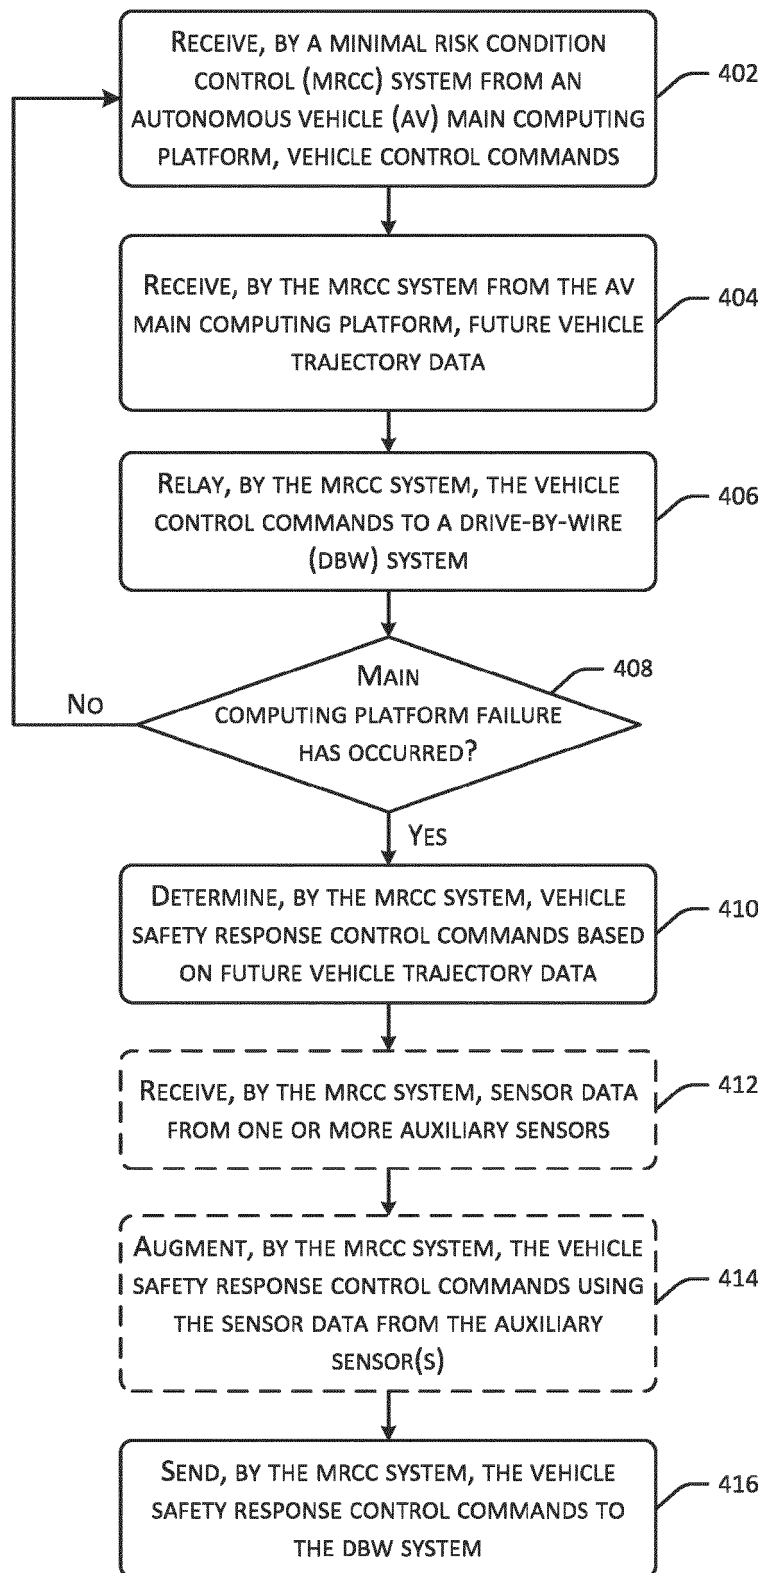 RECEIVE, BY A MINIMAL RISK CONDITION
CONTROL (MRCC) SYSTEM FROM AN
AUTONOMOUS VEHICLE (AV) MAIN COMPUTING
PLATFORM, VEHICLE CONTROL COMMANDS
402
RECEIVE, BY THE MRCC SYSTEM FROM THE AV
MAIN COMPUTING PLATFORM, FUTURE VEHICLE
TRAJECTORY DATA
404
RELAY, BY THE MRCC SYSTEM, THE VEHICLE
CONTROL COMMANDS TO A DRIVE-BY-WIRE
(DBW) SYSTEM
406
MAIN
COMPUTING PLATFORM FAILURE
HAS OCCURRED?
408
NO
YES
DETERMINE, BY THE MRCC SYSTEM, VEHICLE
SAFETY RESPONSE CONTROL COMMANDS BASED
ON FUTURE VEHICLE TRAJECTORY DATA
410
RECEIVE, BY THE MRCC SYSTEM, SENSOR DATA
FROM ONE OR MORE AUXILIARY SENSORS
412
AUGMENT, BY THE MRCC SYSTEM, THE VEHICLE
SAFETY RESPONSE CONTROL COMMANDS USING
THE SENSOR DATA FROM THE AUXILIARY
SENSOR(S)
414
SEND, BY THE MRCC SYSTEM, THE VEHICLE
SAFETY RESPONSE CONTROL COMMANDS TO
THE DBW SYSTEM
416